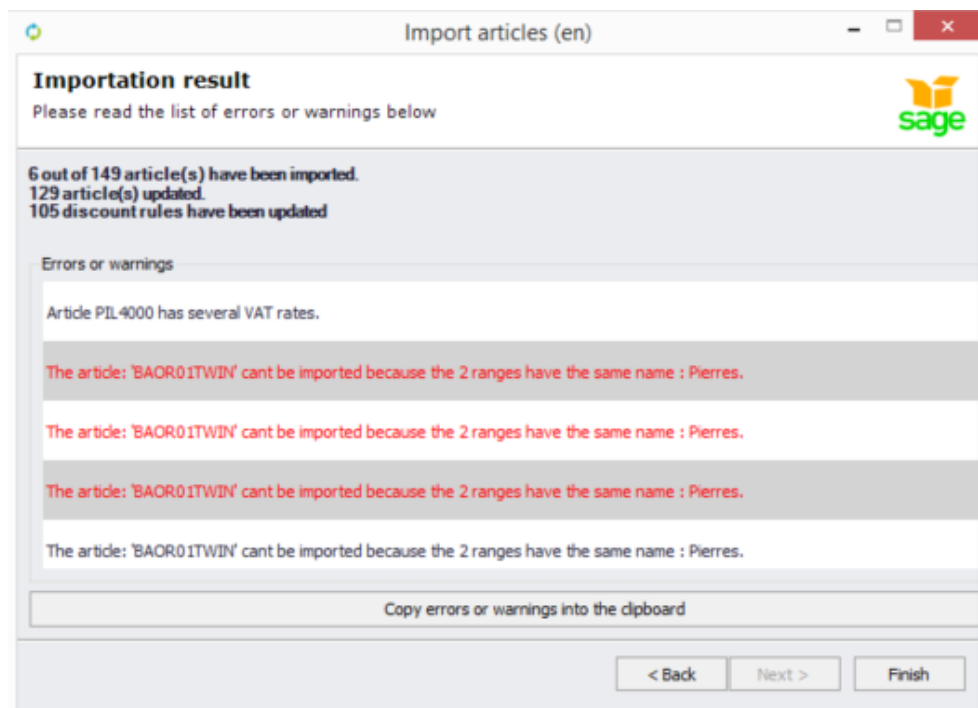 Import articles (en)
Importation result
Please read the list of errors or warnings below
sage
6 out of 149 article(s) have been imported.
129 article(s) updated.
105 discount rules have been updated
Errors or warnings
Article PIL4000 has several VAT rates.
The article: 'BAOR01TWIN' cant be imported because the 2 ranges have the same name : Pierres.
The article: 'BAOR01TWIN' cant be imported because the 2 ranges have the same name : Pierres.
The article: 'BAOR01TWIN' cant be imported because the 2 ranges have the same name : Pierres.
The article: 'BAOR01TWIN' cant be imported because the 2 ranges have the same name : Pierres.
Copy errors or warnings into the clipboard
< Back Next > Finish